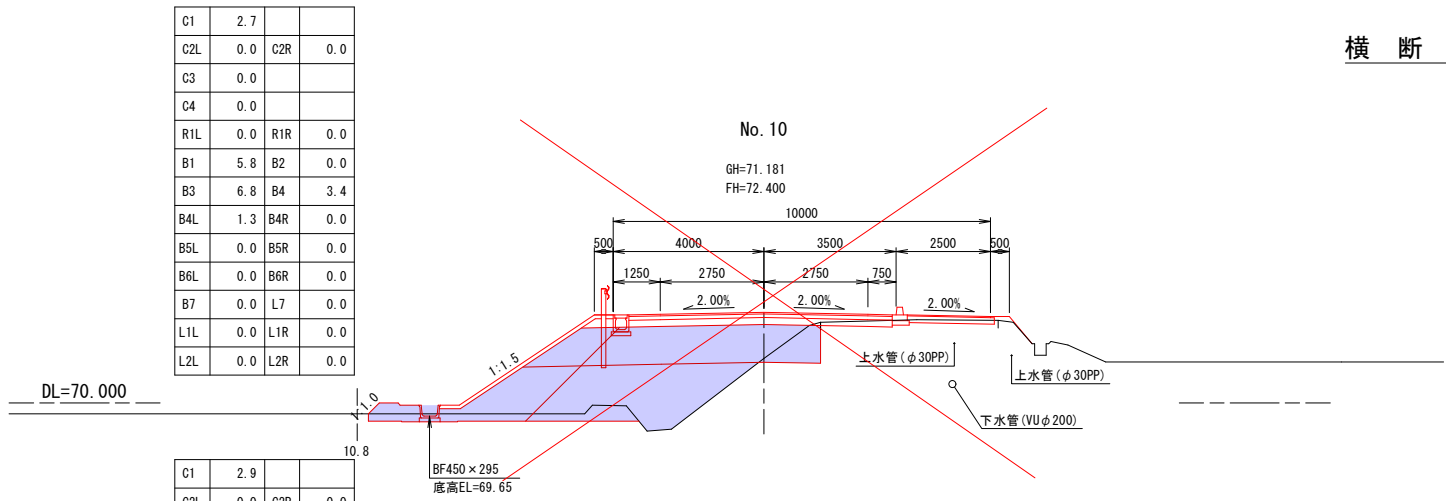 C1 2.7
C2L 0.0 C2R 0.0
C3 0.0
C4 0.0
R1L 0.0 R1R 0.0
B1 5.8 B2 0.0
B3 6.8 B4 3.4
B4L 1.3 B4R 0.0
B5L 0.0 B5R 0.0
B6L 0.0 B6R 0.0
B7 0.0 L7 0.0
L1L 0.0 L1R 0.0
L2L 0.0 L2R 0.0
横 断
No.10
GH=71.181
FH=72.400
10000
500 4000 3500 2500 500
1250 2750 2750 750
2.00% 2.00% 2.00%
1:1.5
上水管(φ30PP)
上水管(φ30PP)
DL=70.000
1:1.0
下水管(VUφ200)
10.8
BF450×295
底高EL=69.65
C1 2.9
C2L 0.0 C2R 0.0